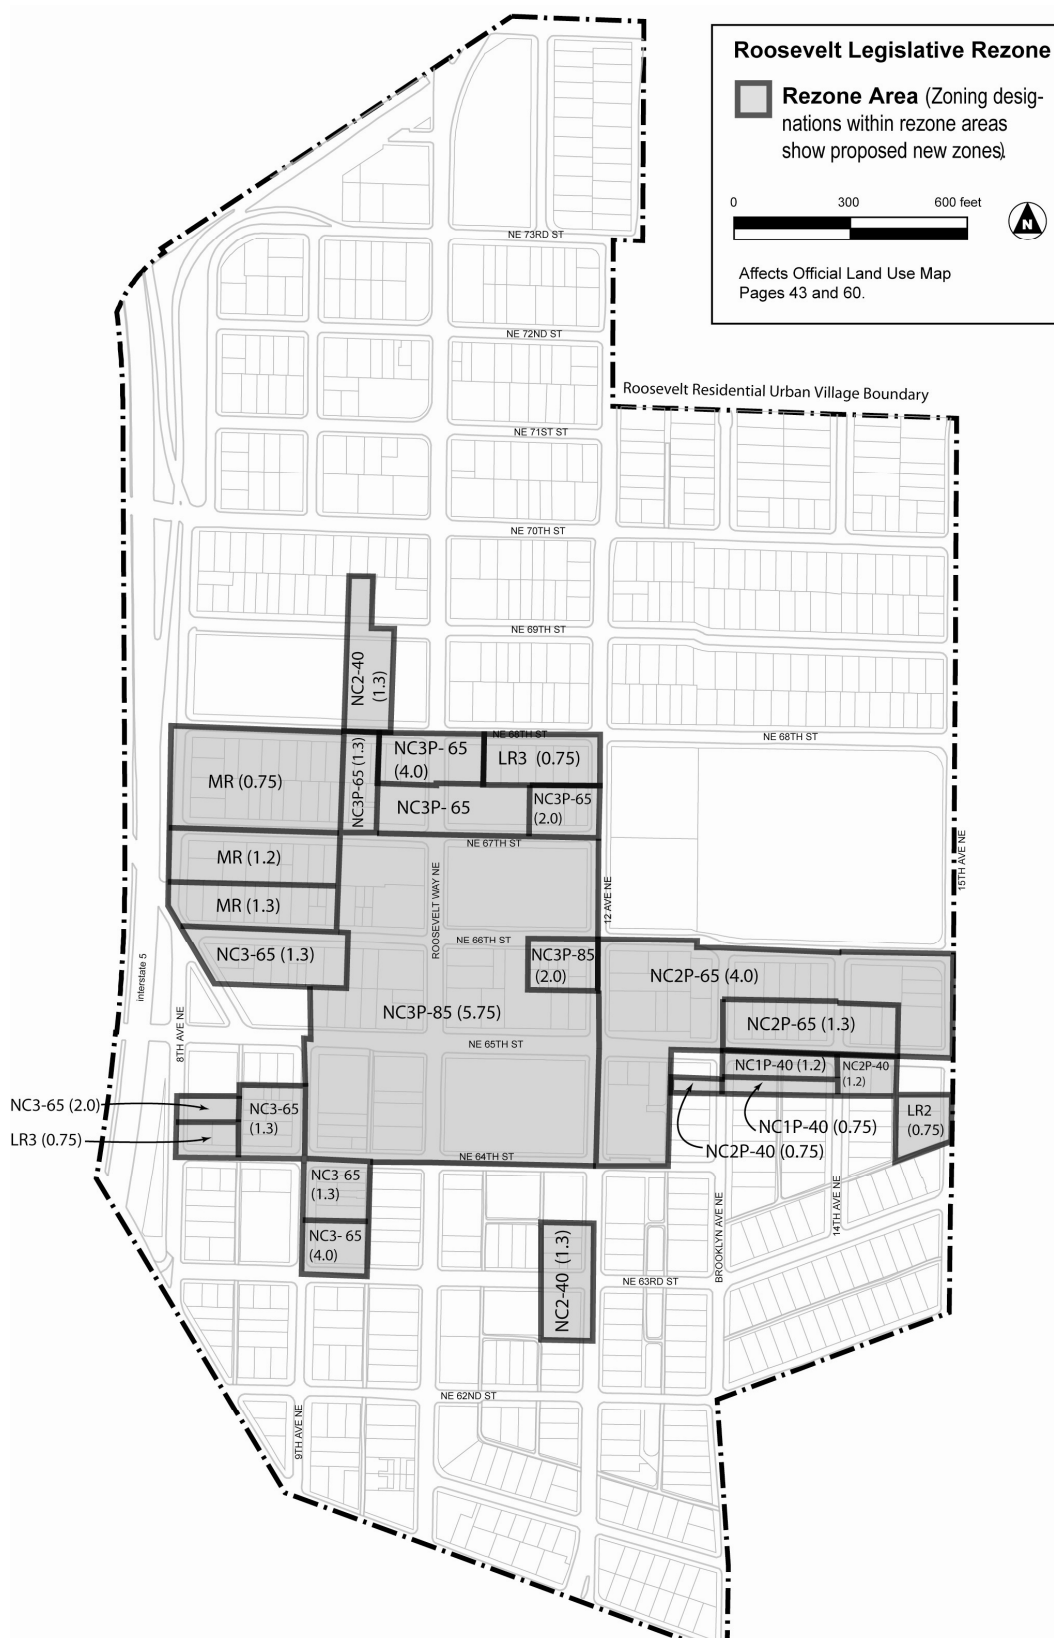 Roosevelt Legislative Rezone
Rezone Area (Zoning desig-
nations within rezone areas
show proposed new zones).
0 300 600 feet
N
Affects Official Land Use Map
Pages 43 and 60.
NE 73RD ST
NE 72ND ST
Roosevelt Residential Urban Village Boundary
NE 71ST ST
NE 70TH ST
NE 69TH ST
NC2-40
(1.3)
NE 68TH ST
NE 68TH ST
MR (0.75)
NC3P-65 (1.3)
NC3P- 65
(4.0)
LR3 (0.75)
NC3P- 65
NC3P-65
(2.0)
NE 67TH ST
MR (1.2)
MR (1.3)
ROOSEVELT WAY NE
12 AVE NE
15TH AVE NE
NE 66TH ST
NC3-65 (1.3)
NC3P-85
(2.0)
NC2P-65 (4.0)
interstate 5
NC3P-85 (5.75)
NC2P-65 (1.3)
8TH AVE NE
NE 65TH ST
NC1P-40 (1.2)
NC2P-40
(1.2)
NC3-65 (2.0)
NC3-65
(1.3)
LR2
(0.75)
NC1P-40 (0.75)
LR3 (0.75)
NC2P-40 (0.75)
NE 64TH ST
NC3 65
(1.3)
BROOKLYN AVE NE
14TH AVE NE
NC3- 65
(4.0)
NC2-40 (1.3)
NE 63RD ST
NE 62ND ST
9TH AVE NE